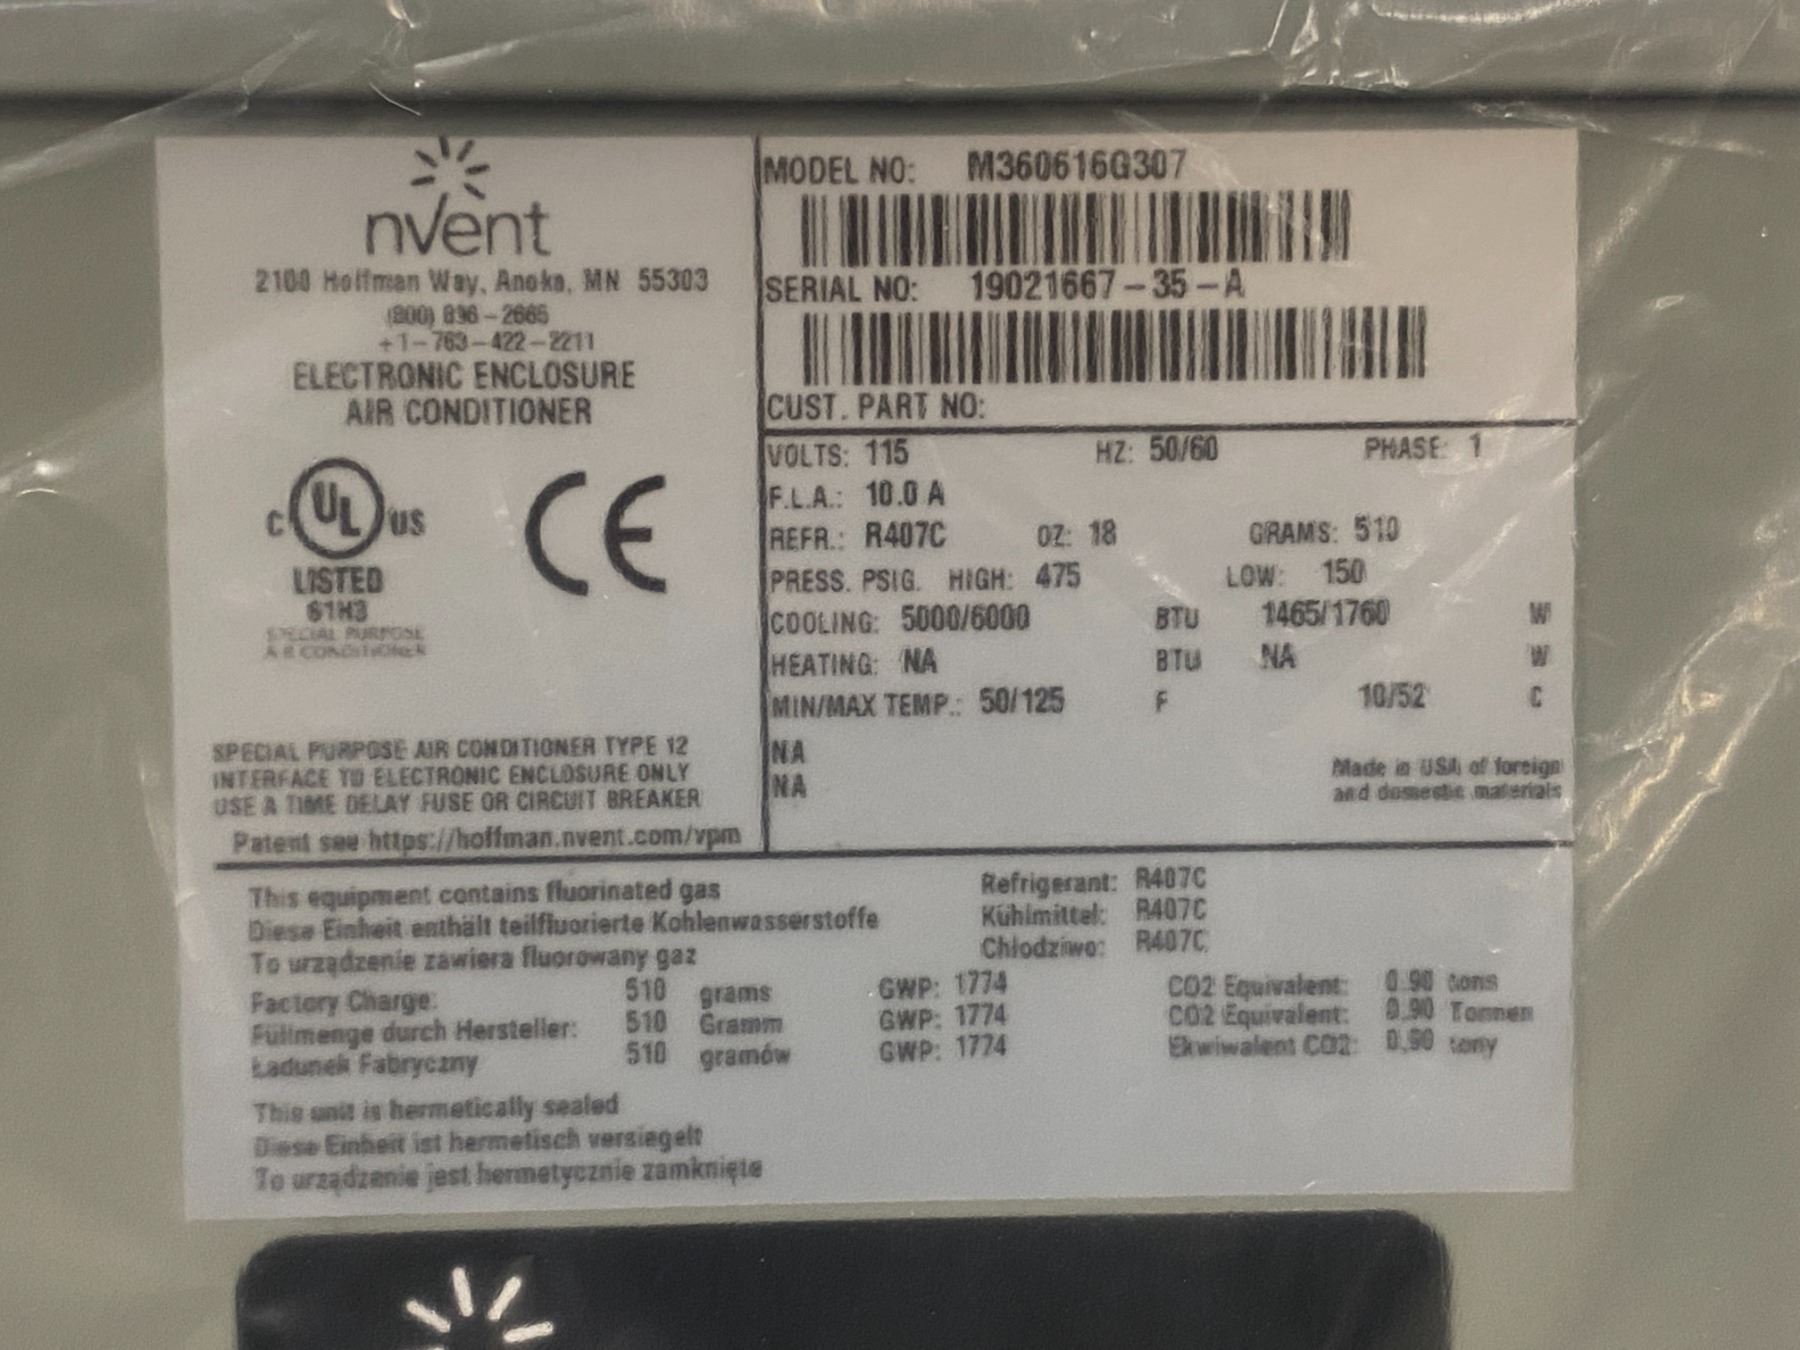 nVent
2100 Hoffman Way, Anoka, MN 55303
(800) 896-2665
+1-763-422-2211
ELECTRONIC ENCLOSURE
AIR CONDITIONER
C UL US
LISTED
61H3
SPECIAL PURPOSE
AIR CONDITIONER
CE
SPECIAL PURPOSE AIR CONDITIONER TYPE 12
INTERFACE TO ELECTRONIC ENCLOSURE ONLY
USE A TIME DELAY FUSE OR CIRCUIT BREAKER
Patent see https://hoffman.nvent.com/vpm
MODEL NO: M360616G307
SERIAL NO: 19021667-35-A
CUST. PART NO:
VOLTS: 115 HZ: 50/60 PHASE: 1
F.L.A.: 10.0 A
REFR.: R407C OZ: 18 GRAMS: 510
PRESS. PSIG. HIGH: 475 LOW: 150
COOLING: 5000/6000 BTU 1465/1760 W
HEATING: NA BTU NA W
MIN/MAX TEMP.: 50/125 F 10/52 C
NA
NA
Made in USA of foreign
and domestic materials
This equipment contains fluorinated gas Refrigerant: R407C
Diese Einheit enthält teilfluorierte Kohlenwasserstoffe Kühlmittel: R407C
To urządzenie zawiera fluorowany gaz Chłodziwo: R407C
Factory Charge: 510 grams GWP: 1774 CO2 Equivalent: 0.90 tons
Füllmenge durch Hersteller: 510 Gramm GWP: 1774 CO2 Equivalent: 0.90 Tonnen
Ładunek Fabryczny 510 gramów GWP: 1774 Ekwiwalent CO2: 0.90 tony
This unit is hermetically sealed
Diese Einheit ist hermetisch versiegelt
To urządzenie jest hermetycznie zamknięte